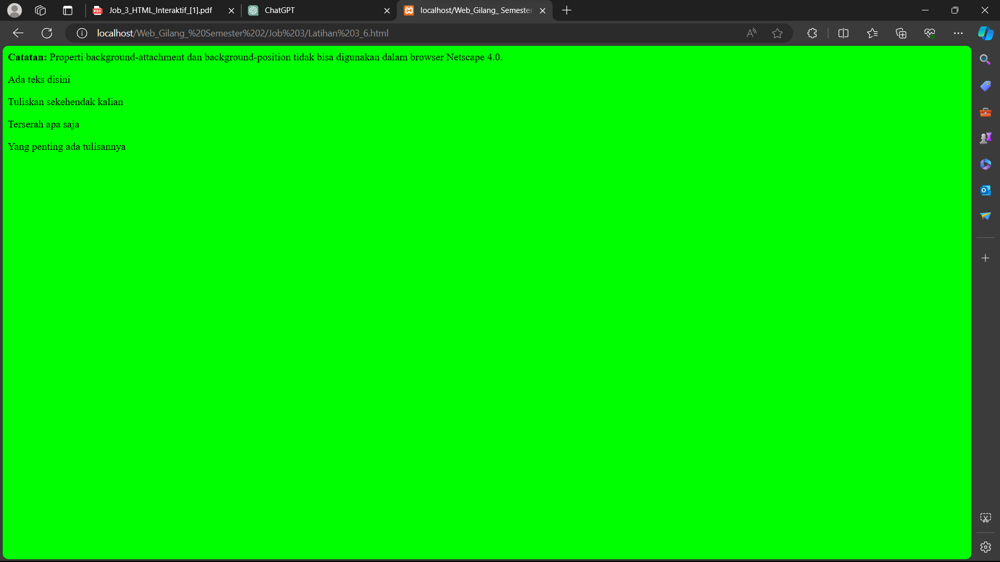 Job_3_HTML_Interaktif_[1].pdf
ChatGPT
localhost/Web_Gilang_ Semester
localhost/Web_Gilang_%20Semester%202/Job%203/Latihan%203_6.html
Catatan: Properti background-attachment dan background-position tidak bisa digunakan dalam browser Netscape 4.0.
Ada teks disini
Tuliskan sekehendak kalian
Terserah apa saja
Yang penting ada tulisannya